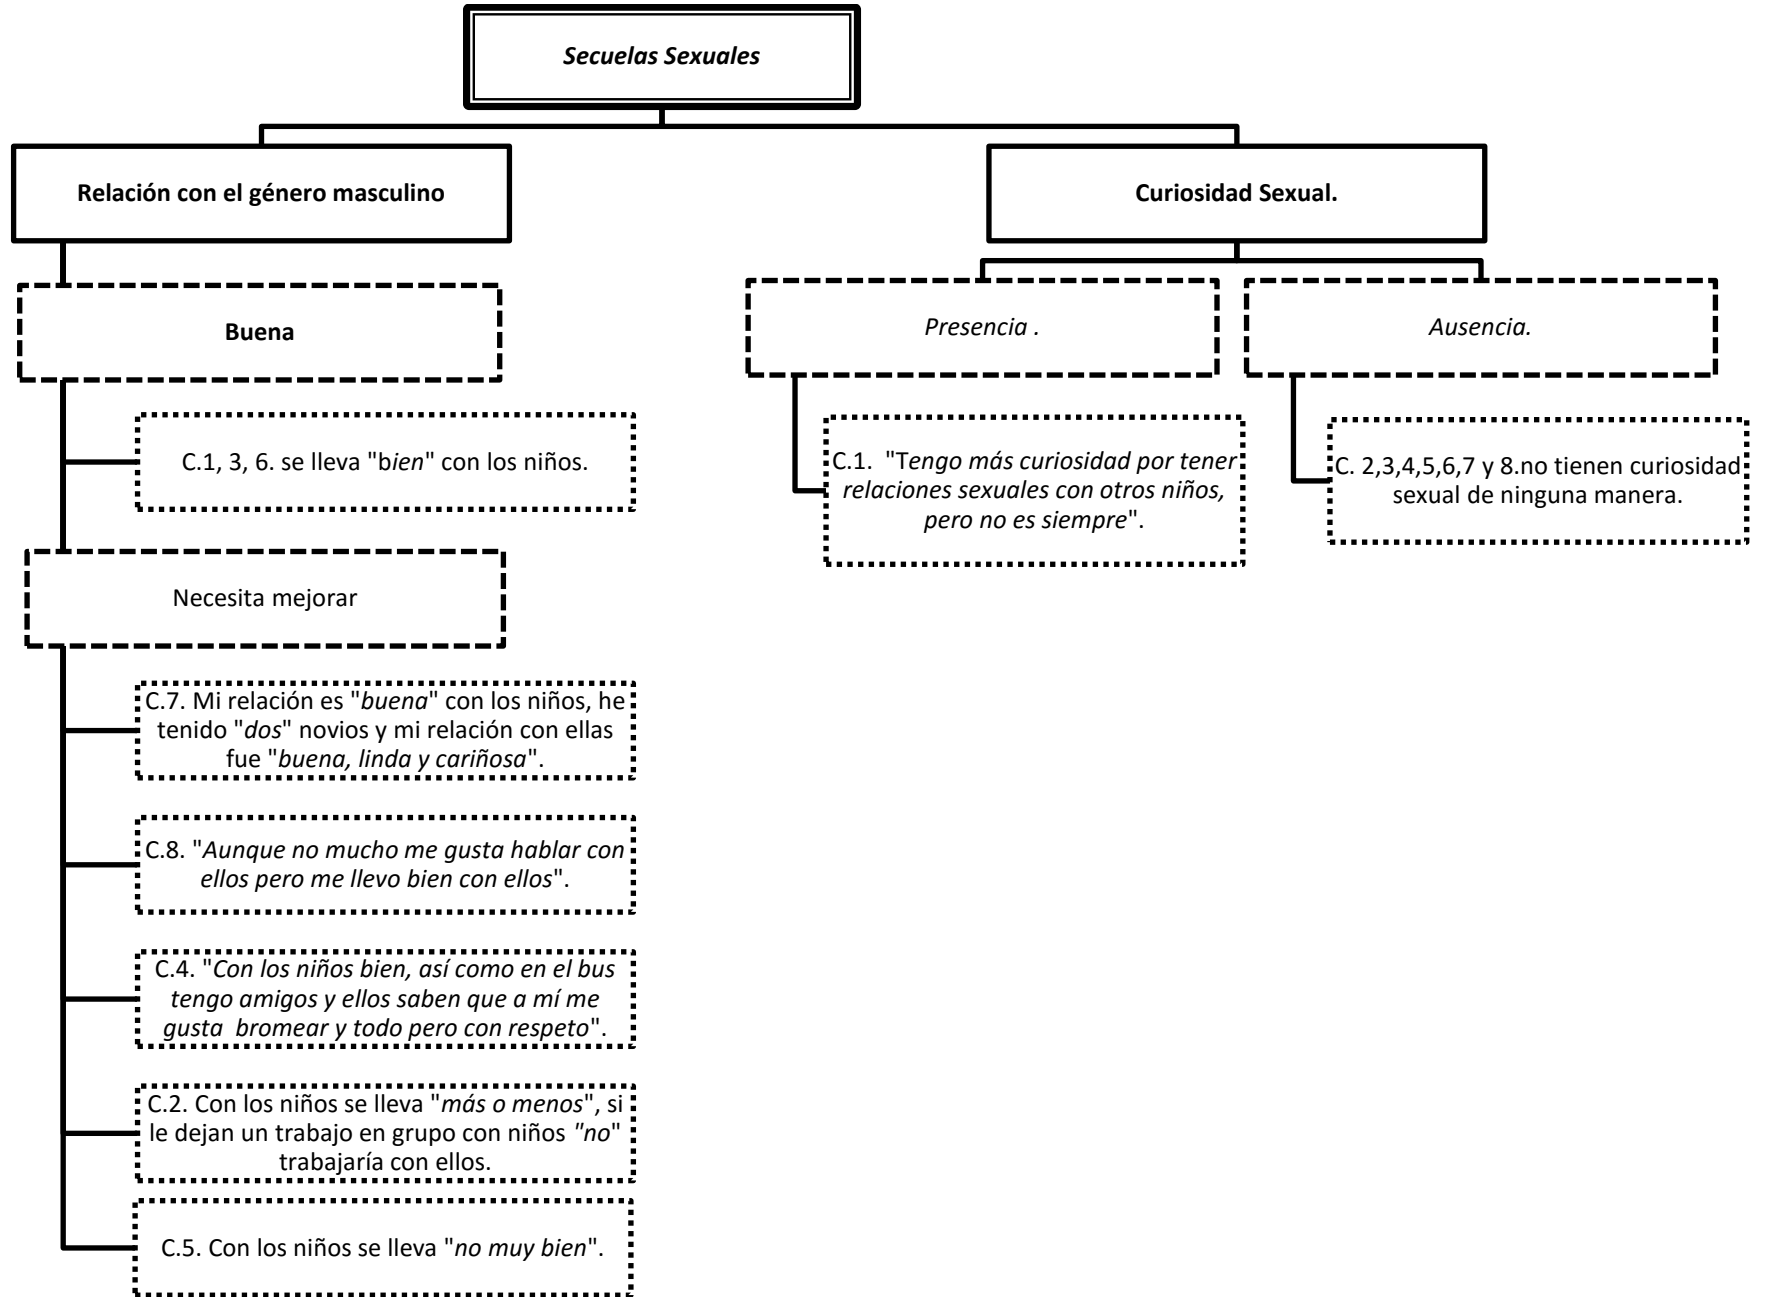 Secuelas Sexuales
Relación con el género masculino
Buena
C.1, 3, 6. se lleva "bien" con los niños.
Necesita mejorar
C.7. Mi relación es "buena" con los niños, he
tenido "dos" novios y mi relación con ellas
fue "buena, linda y cariñosa".
C.8. "Aunque no mucho me gusta hablar con
ellos pero me llevo bien con ellos".
C.4. "Con los niños bien, así como en el bus
tengo amigos y ellos saben que a mí me
gusta  bromear y todo pero con respeto".
C.2. Con los niños se lleva "más o menos", si
le dejan un trabajo en grupo con niños "no"
trabajaría con ellos.
C.5. Con los niños se lleva "no muy bien".
Curiosidad Sexual.
Presencia .
C.1.  "Tengo más curiosidad por tener
relaciones sexuales con otros niños,
pero no es siempre".
Ausencia.
C. 2,3,4,5,6,7 y 8.no tienen curiosidad
sexual de ninguna manera.